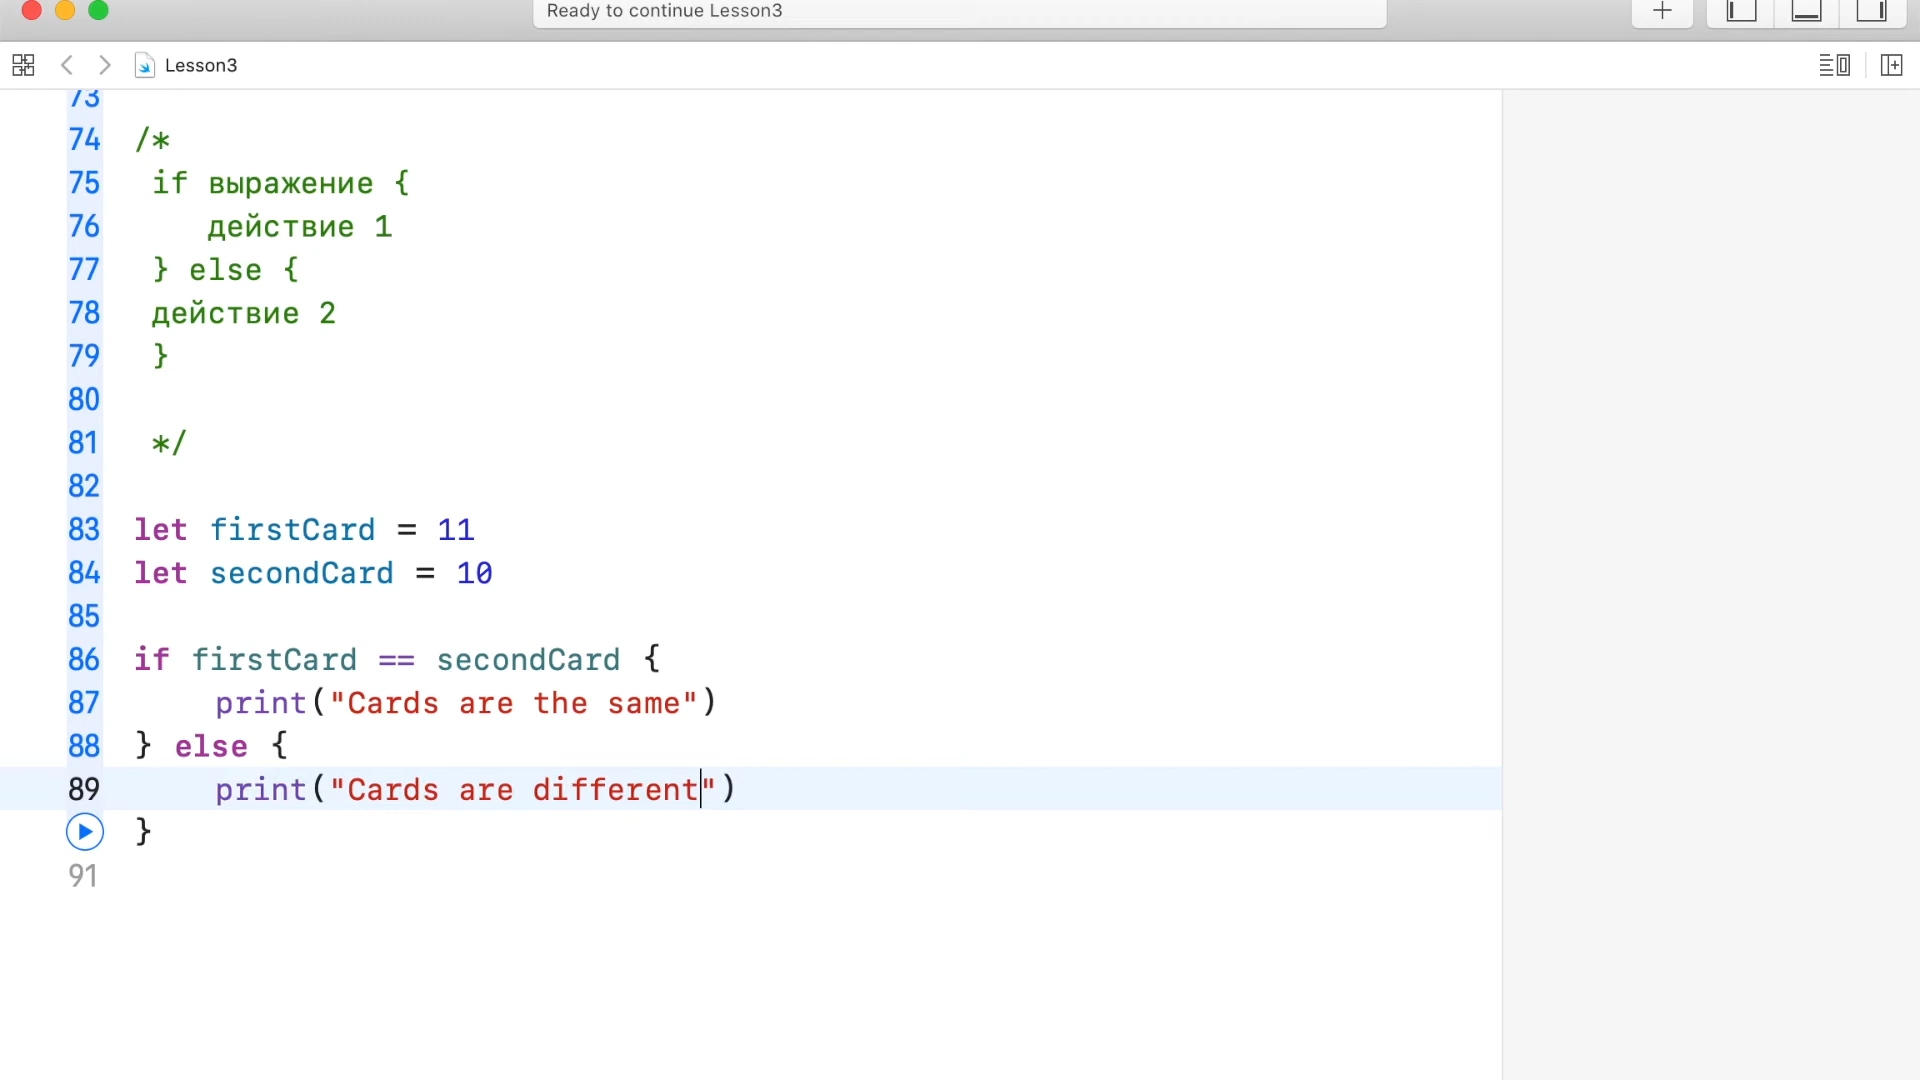 Ready to continue Lesson3
Lesson3
73
74 /*
75 if выражение {
76 действие 1
77 } else {
78 действие 2
79 }
80
81 */
82
83 let firstCard = 11
84 let secondCard = 10
85
86 if firstCard == secondCard {
87 print("Cards are the same")
88 } else {
89 print("Cards are different")
}
91